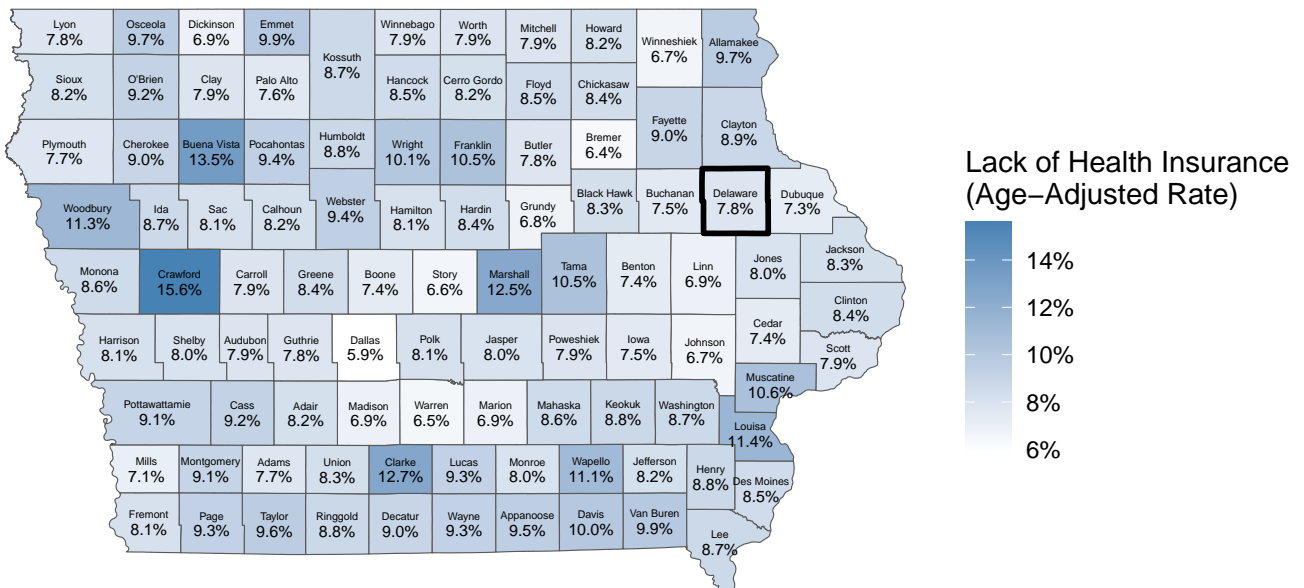 Lyon
7.8%
Osceola
9.7%
Dickinson
6.9%
Emmet
9.9%
Kossuth
8.7%
Winnebago
7.9%
Worth
7.9%
Mitchell
7.9%
Howard
8.2%
Winneshiek
6.7%
Allamakee
9.7%
Sioux
8.2%
O'Brien
9.2%
Clay
7.9%
Palo Alto
7.6%
Hancock
8.5%
Cerro Gordo
8.2%
Floyd
8.5%
Chickasaw
8.4%
Fayette
9.0%
Clayton
8.9%
Plymouth
7.7%
Cherokee
9.0%
Buena Vista
13.5%
Pocahontas
9.4%
Humboldt
8.8%
Wright
10.1%
Franklin
10.5%
Butler
7.8%
Bremer
6.4%
Woodbury
11.3%
Ida
8.7%
Sac
8.1%
Calhoun
8.2%
Webster
9.4%
Hamilton
8.1%
Hardin
8.4%
Grundy
6.8%
Black Hawk
8.3%
Buchanan
7.5%
Delaware
7.8%
Dubuque
7.3%
Monona
8.6%
Crawford
15.6%
Carroll
7.9%
Greene
8.4%
Boone
7.4%
Story
6.6%
Marshall
12.5%
Tama
10.5%
Benton
7.4%
Linn
6.9%
Jones
8.0%
Jackson
8.3%
Clinton
8.4%
Harrison
8.1%
Shelby
8.0%
Audubon
7.9%
Guthrie
7.8%
Dallas
5.9%
Polk
8.1%
Jasper
8.0%
Poweshiek
7.9%
Iowa
7.5%
Johnson
6.7%
Cedar
7.4%
Scott
7.9%
Muscatine
10.6%
Pottawattamie
9.1%
Cass
9.2%
Adair
8.2%
Madison
6.9%
Warren
6.5%
Marion
6.9%
Mahaska
8.6%
Keokuk
8.8%
Washington
8.7%
Louisa
11.4%
Mills
7.1%
Montgomery
9.1%
Adams
7.7%
Union
8.3%
Clarke
12.7%
Lucas
9.3%
Monroe
8.0%
Wapello
11.1%
Jefferson
8.2%
Henry
8.8%
Des Moines
8.5%
Fremont
8.1%
Page
9.3%
Taylor
9.6%
Ringgold
8.8%
Decatur
9.0%
Wayne
9.3%
Appanoose
9.5%
Davis
10.0%
Van Buren
9.9%
Lee
8.7%
Lack of Health Insurance
(Age−Adjusted Rate)
14%
12%
10%
8%
6%